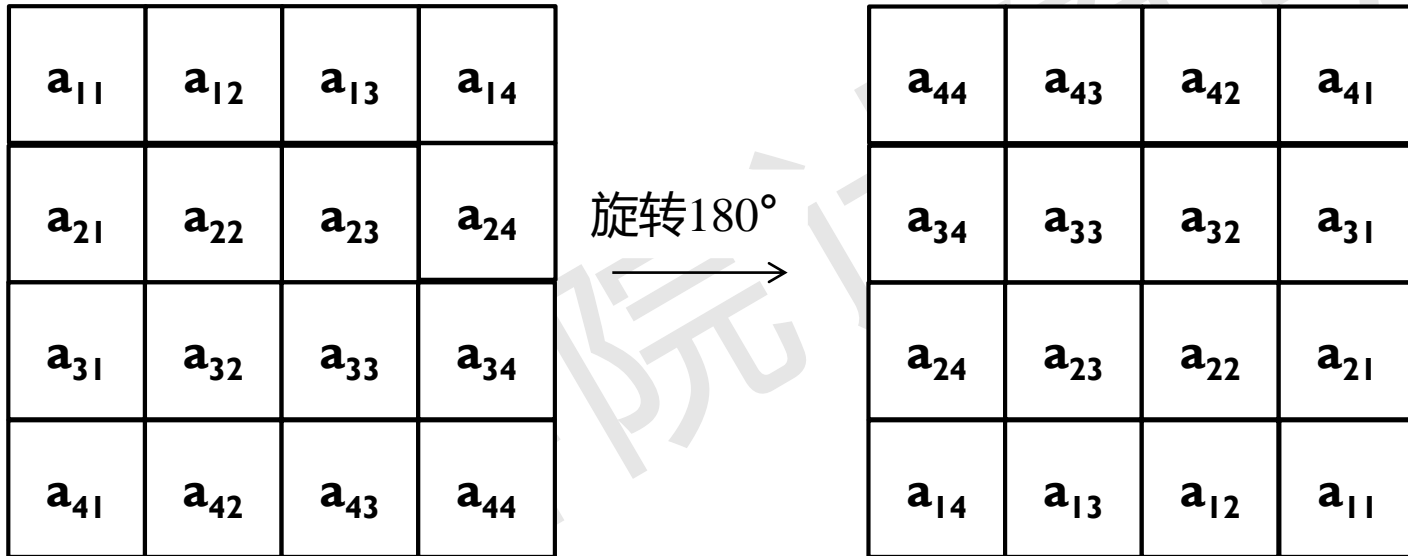 a11 a12 a13 a14 a44 a43 a42 a41
a21 a22 a23 a24 旋转180° a34 a33 a32 a31
a31 a32 a33 a34 a24 a23 a22 a21
a41 a42 a43 a44 a14 a13 a12 a11
院